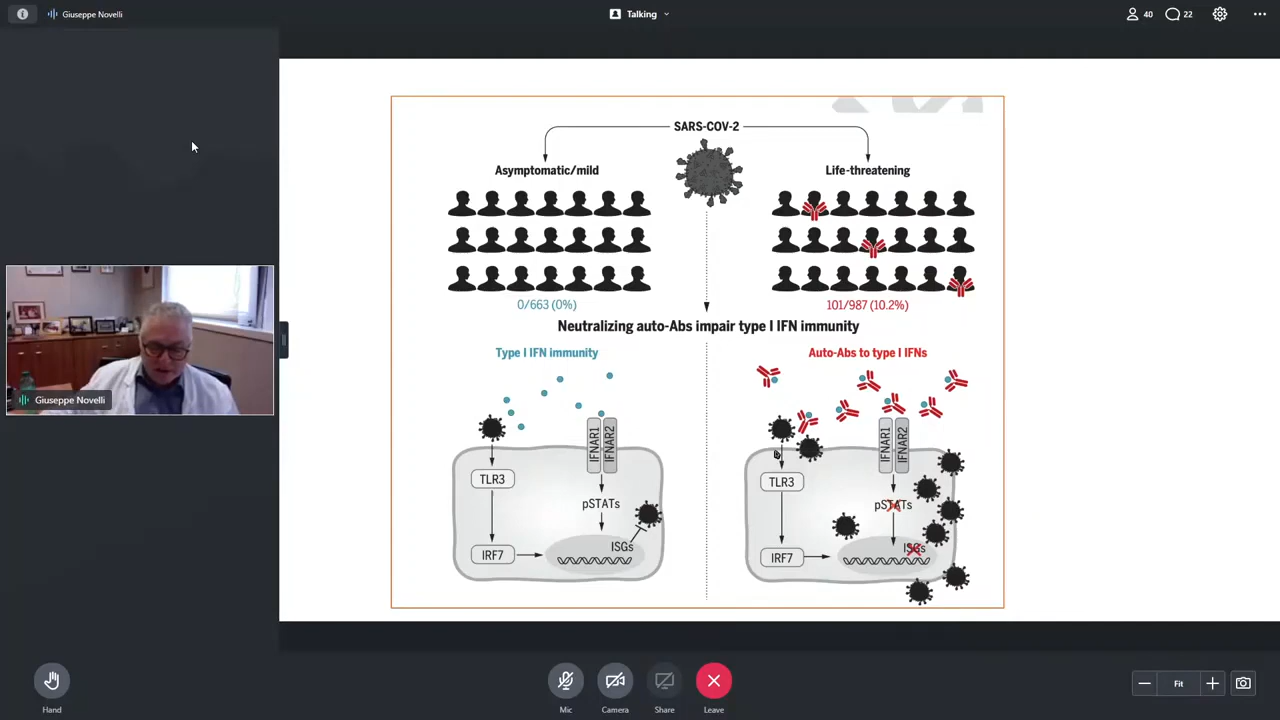 Giuseppe Novelli
Talking
40
22
SARS-COV-2
Asymptomatic/mild
Life-threatening
0/663 (0%)
101/987 (10.2%)
Neutralizing auto-Abs impair type I IFN immunity
Type I IFN immunity
Auto-Abs to type I IFNs
IFNAR1
IFNAR2
TLR3
pSTATs
ISGs
IRF7
IFNAR1
IFNAR2
TLR3
pSTATs
ISGs
IRF7
Giuseppe Novelli
Hand
Mic
Camera
Share
Leave
Fit